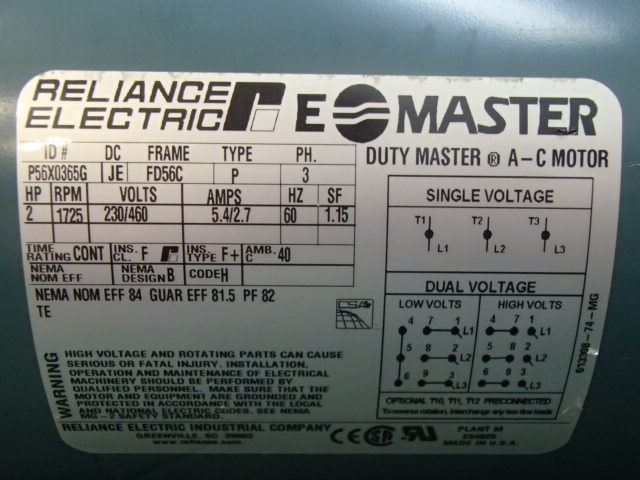 RELIANCE
ELECTRIC
E MASTER
DUTY MASTER ® A-C MOTOR
ID # DC FRAME TYPE PH.
P56X0365G JE FD56C P 3
HP RPM VOLTS AMPS HZ SF
2 1725 230/460 5.4/2.7 60 1.15
TIME RATING CONT INS. CL. F INS. TYPE F+ AMB. C 40
NEMA NOM EFF NEMA DESIGN B CODE H
NEMA NOM EFF 84 GUAR EFF 81.5 PF 82
TE
CSA
WARNING
HIGH VOLTAGE AND ROTATING PARTS CAN CAUSE
SERIOUS OR FATAL INJURY. INSTALLATION,
OPERATION AND MAINTENANCE OF ELECTRICAL
MACHINERY SHOULD BE PERFORMED BY
QUALIFIED PERSONNEL. MAKE SURE THAT THE
MOTOR AND EQUIPMENT ARE GROUNDED AND
PROTECTED IN ACCORDANCE WITH THE LOCAL
AND NATIONAL ELECTRIC CODES. SEE NEMA
MG-2 SAFETY STANDARD.
RELIANCE ELECTRIC INDUSTRIAL COMPANY
GREENVILLE, SC 29602
www.reliance.com
SINGLE VOLTAGE
T1 T2 T3
L1 L2 L3
DUAL VOLTAGE
LOW VOLTS HIGH VOLTS
4 7 1 L1 4 7 1 L1
5 8 2 L2 5 8 2 L2
6 9 3 L3 6 9 3 L3
OPTIONAL T10, T11, T12 PRECONNECTED
To reverse rotation, interchange any two line leads
613398-74-MG
CE SA UR
PLANT M
MADE IN U.S.A.